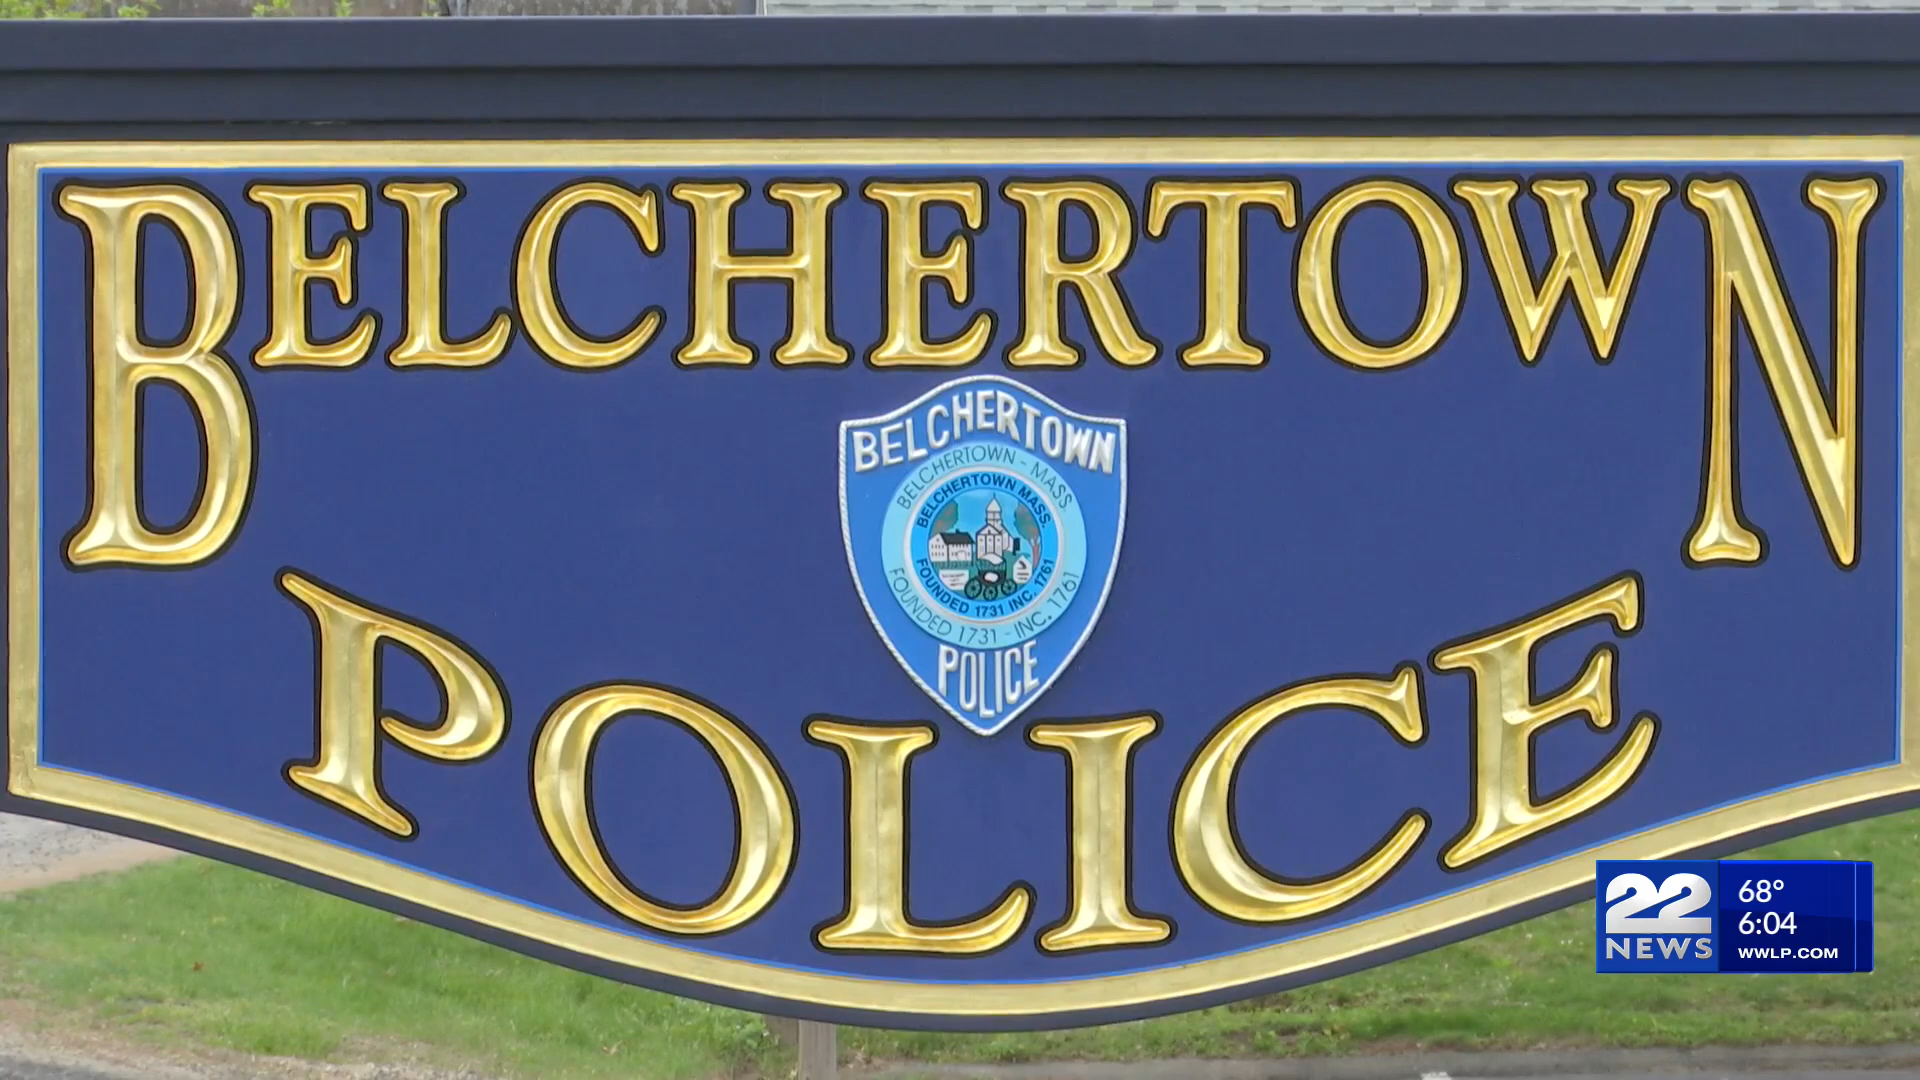 BELCHERTOWN
BELCHERTOWN
BELCHERTOWN - MASS.
BELCHERTOWN MASS.
FOUNDED 1731 INC. 1761
FOUNDED 1731 - INC. 1761
POLICE
POLICE
22
NEWS
68°
6:04
WWLP.COM